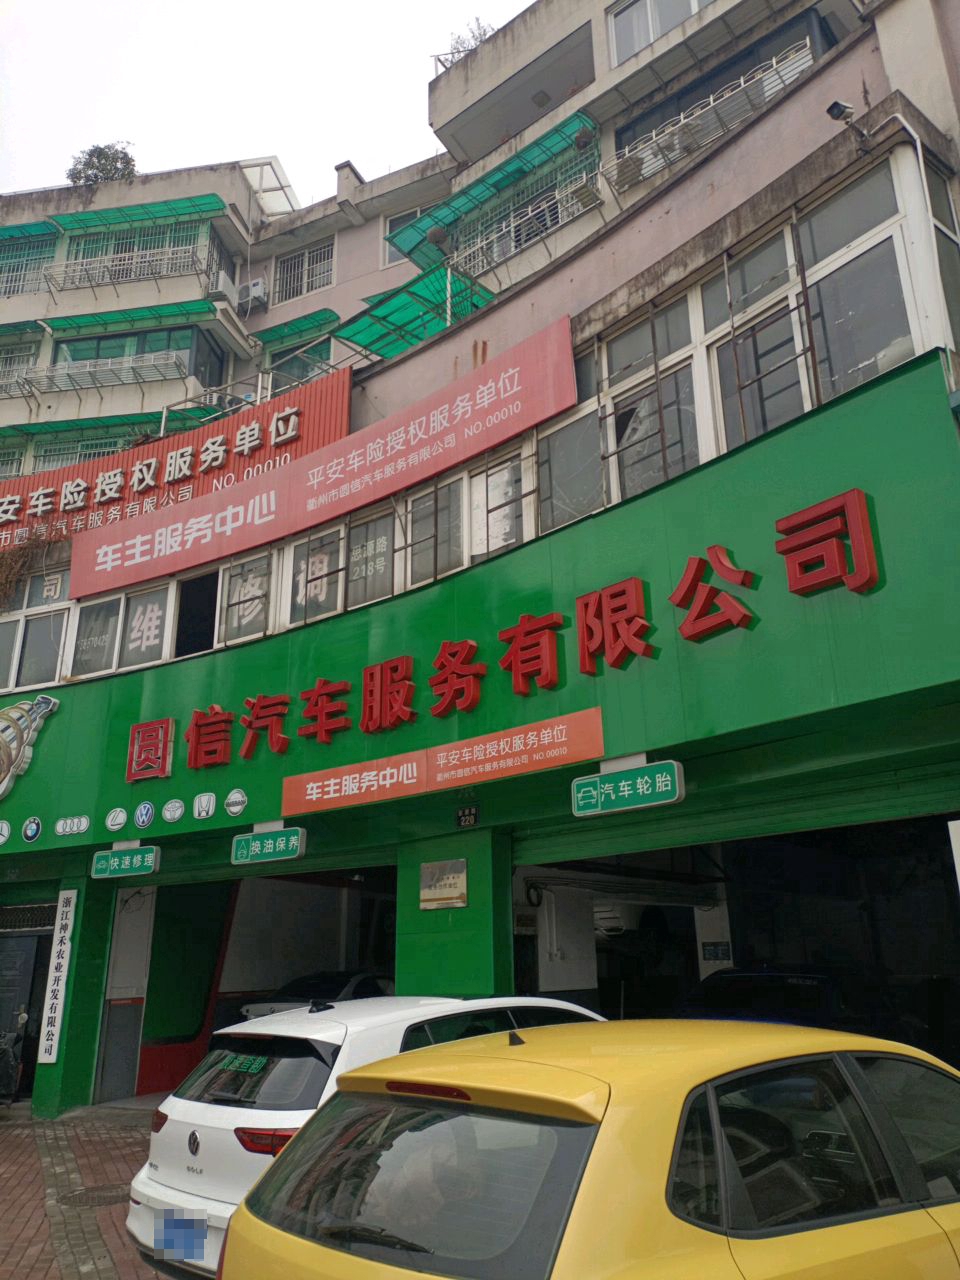 安车险授权服务单位
市圆信汽车服务有限公司 NO.00010
车主服务中心
平安车险授权服务单位
衢州市圆信汽车服务有限公司 NO.00010
司
维修调
思源路
218号
圆信汽车服务有限公司
车主服务中心
平安车险授权服务单位
衢州市圆信汽车服务有限公司 NO.00010
汽车轮胎
220
换油保养
快速修理
浙江神禾农业开发有限公司
GOLF